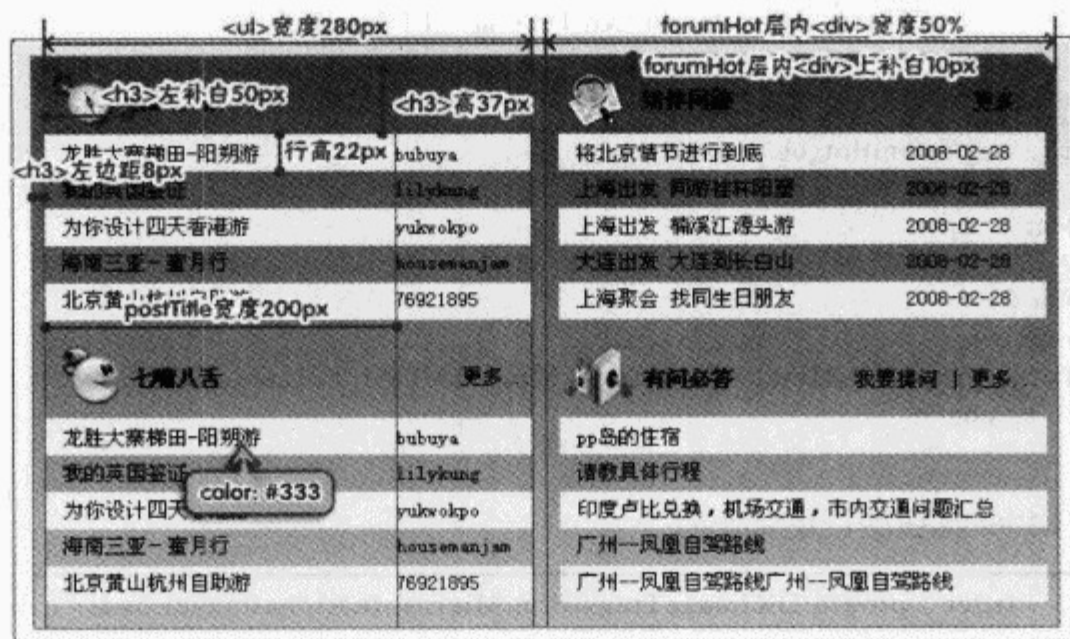 <ul>宽度280px
forumHot层内<div>宽度50%
forumHot层内<div>上补白10px
<h3>左补白50px
<h3>高37px
更多
龙胜大寨梯田-阳朔游
行高22px
bubuya
将北京情节进行到底
2008-02-28
<h3>左边距8px
lilykung
上海出发
2008-02-28
为你设计四天香港游
yukwokpo
上海出发 楠溪江源头游
2008-02-28
海南三亚-蜜月行
housemanjam
大连出发 大连到长白山
2008-02-28
北京黄山
76921895
上海聚会 找同生日朋友
2008-02-28
postTitle宽度200px
七嘴八舌
更多
有问必答
我要提问 | 更多
龙胜大寨梯田-阳朔游
bubuya
pp岛的住宿
我的英国签证
lilykung
请教具体行程
color: #333
为你设计四天
yukwokpo
印度卢比兑换,机场交通,市内交通问题汇总
海南三亚-蜜月行
housemanjam
广州--凤凰自驾路线
北京黄山杭州自助游
76921895
广州--凤凰自驾路线广州--凤凰自驾路线